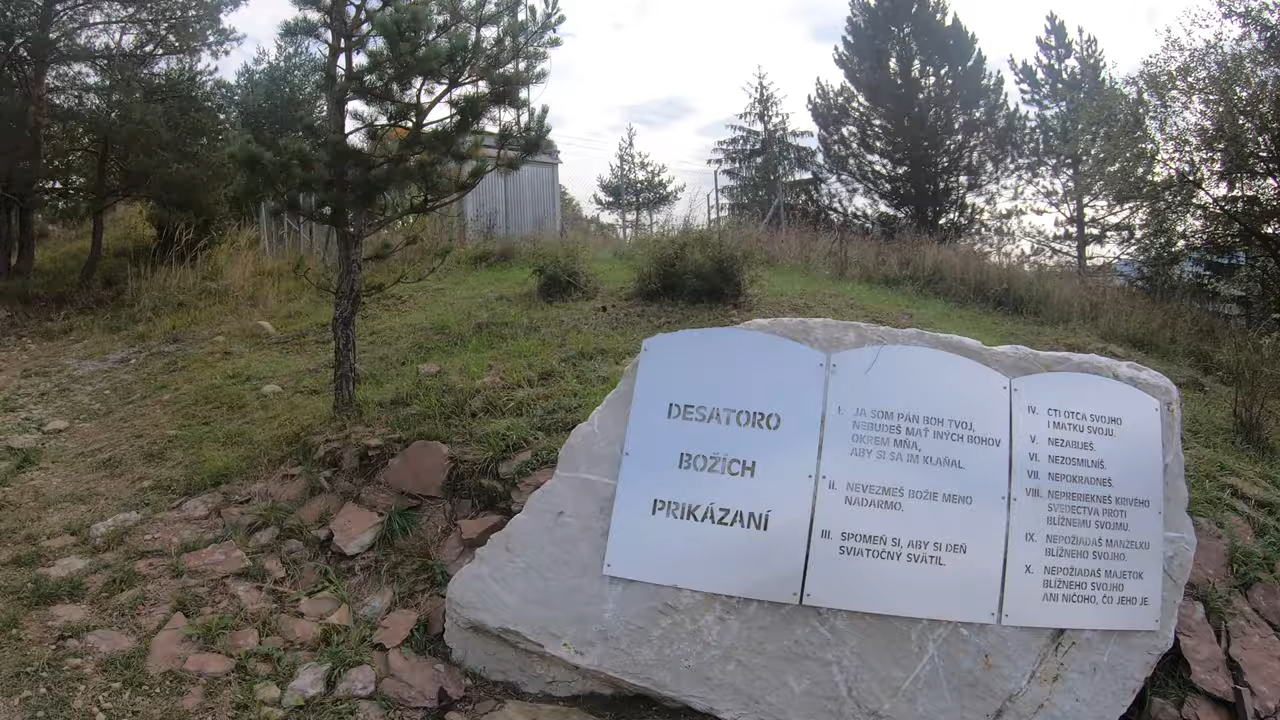 DESATORO
BOŽÍCH
PRIKÁZANÍ
I. JA SOM PÁN BOH TVOJ,
NEBUDEŠ MAŤ INÝCH BOHOV
OKREM MŇA,
ABY SI SA IM KLAŇAL.
II. NEVEZMEŠ BOŽIE MENO
NADARMO.
III. SPOMEŇ SI, ABY SI DEŇ
SVIATOČNÝ SVÄTIL.
IV. CTI OTCA SVOJHO
I MATKU SVOJU.
V. NEZABIJEŠ.
VI. NEZOSMILNÍŠ.
VII. NEPOKRADNEŠ.
VIII. NEPRERIEKNEŠ KRIVÉHO
SVEDECTVA PROTI
BLÍŽNEMU SVOJMU.
IX. NEPOŽIADAŠ MANŽELKU
BLÍŽNEHO SVOJHO.
X. NEPOŽIADAŠ MAJETOK
BLÍŽNEHO SVOJHO
ANI NIČOHO, ČO JEHO JE.